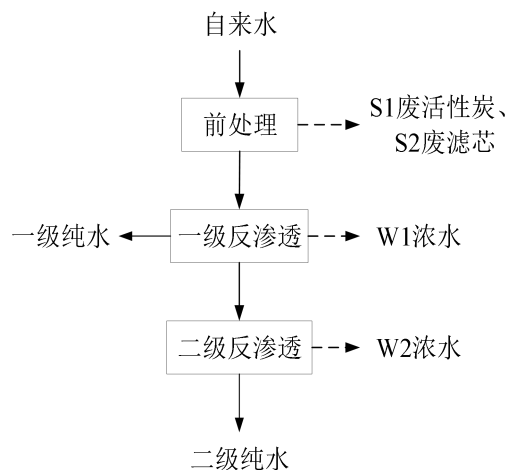 自来水
前处理
S1废活性炭、
S2废滤芯
一级纯水
一级反渗透
W1浓水
二级反渗透
W2浓水
二级纯水